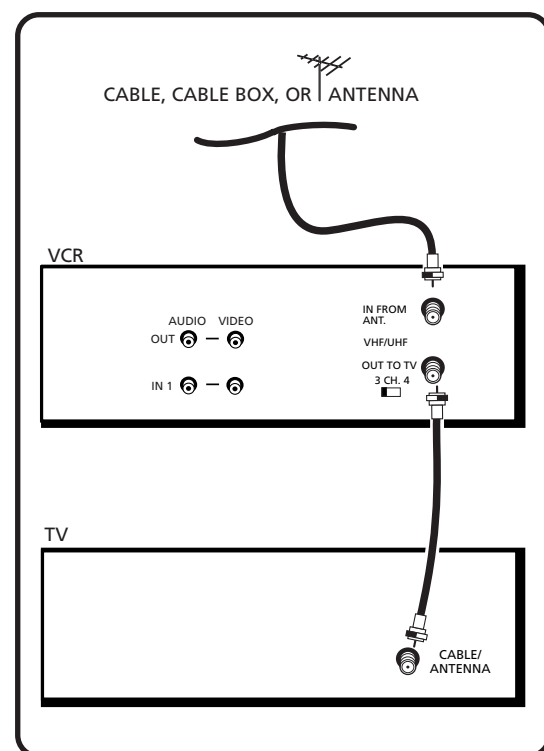 CABLE, CABLE BOX, OR ANTENNA
VCR
AUDIO VIDEO
OUT
IN 1
IN FROM
ANT.
VHF/UHF
OUT TO TV
3 CH. 4
TV
CABLE/
ANTENNA